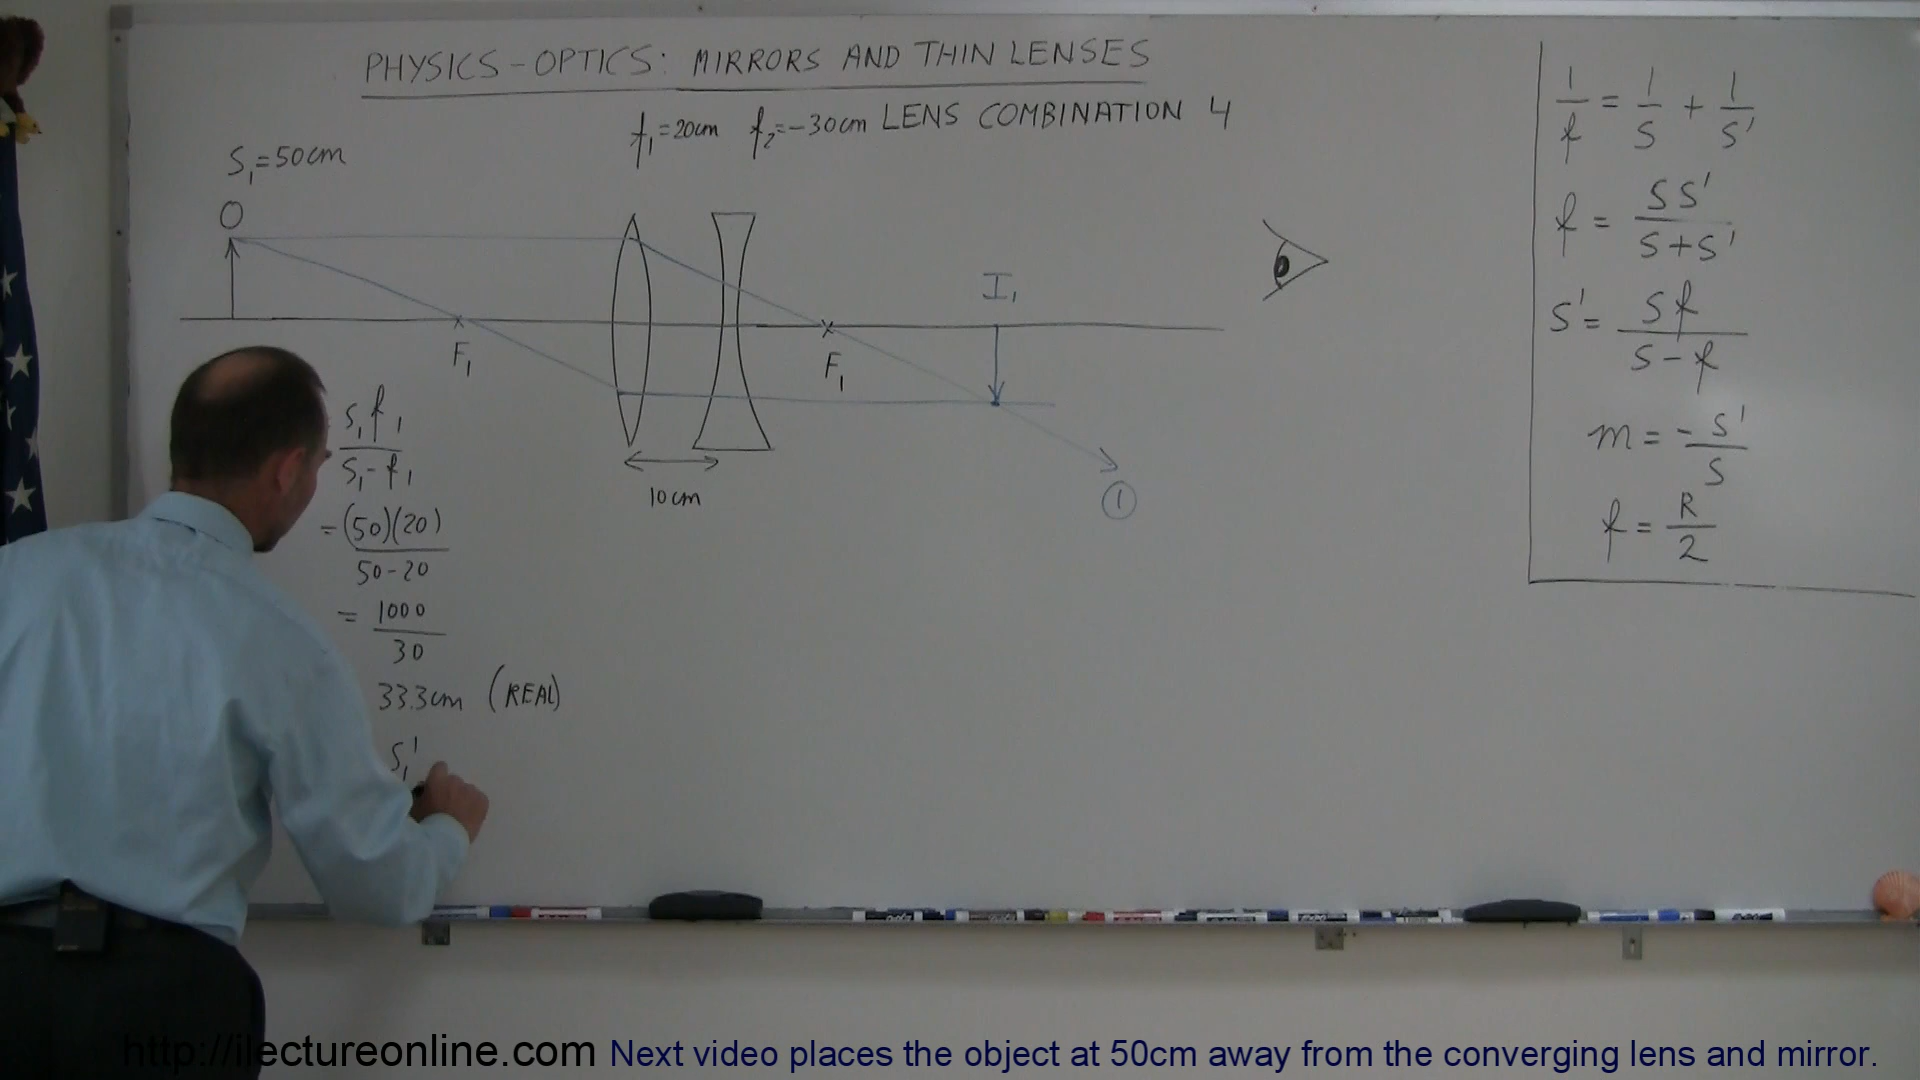 PHYSICS-OPTICS: MIRRORS AND THIN LENSES
f₁=20cm f₂=-30cm LENS COMBINATION 4
S₁=50cm
O
I₁
F₁
F₁
10cm
1
S₁f₁
S₁-f₁
=(50)(20)
50-20
= 1000
30
33.3cm (REAL)
S₁'
1/f = 1/S + 1/S'
f = SS'/S+S'
S' = Sf/S-f
m = -S'/S
f = R/2
http://ilectureonline.com Next video places the object at 50cm away from the converging lens and mirror.